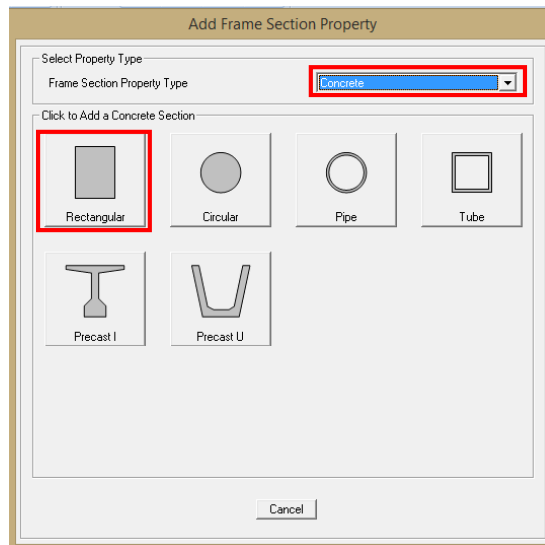 Add Frame Section Property
Select Property Type
Frame Section Property Type
Concrete
Click to Add a Concrete Section
Rectangular
Circular
Pipe
Tube
Precast I
Precast U
Cancel